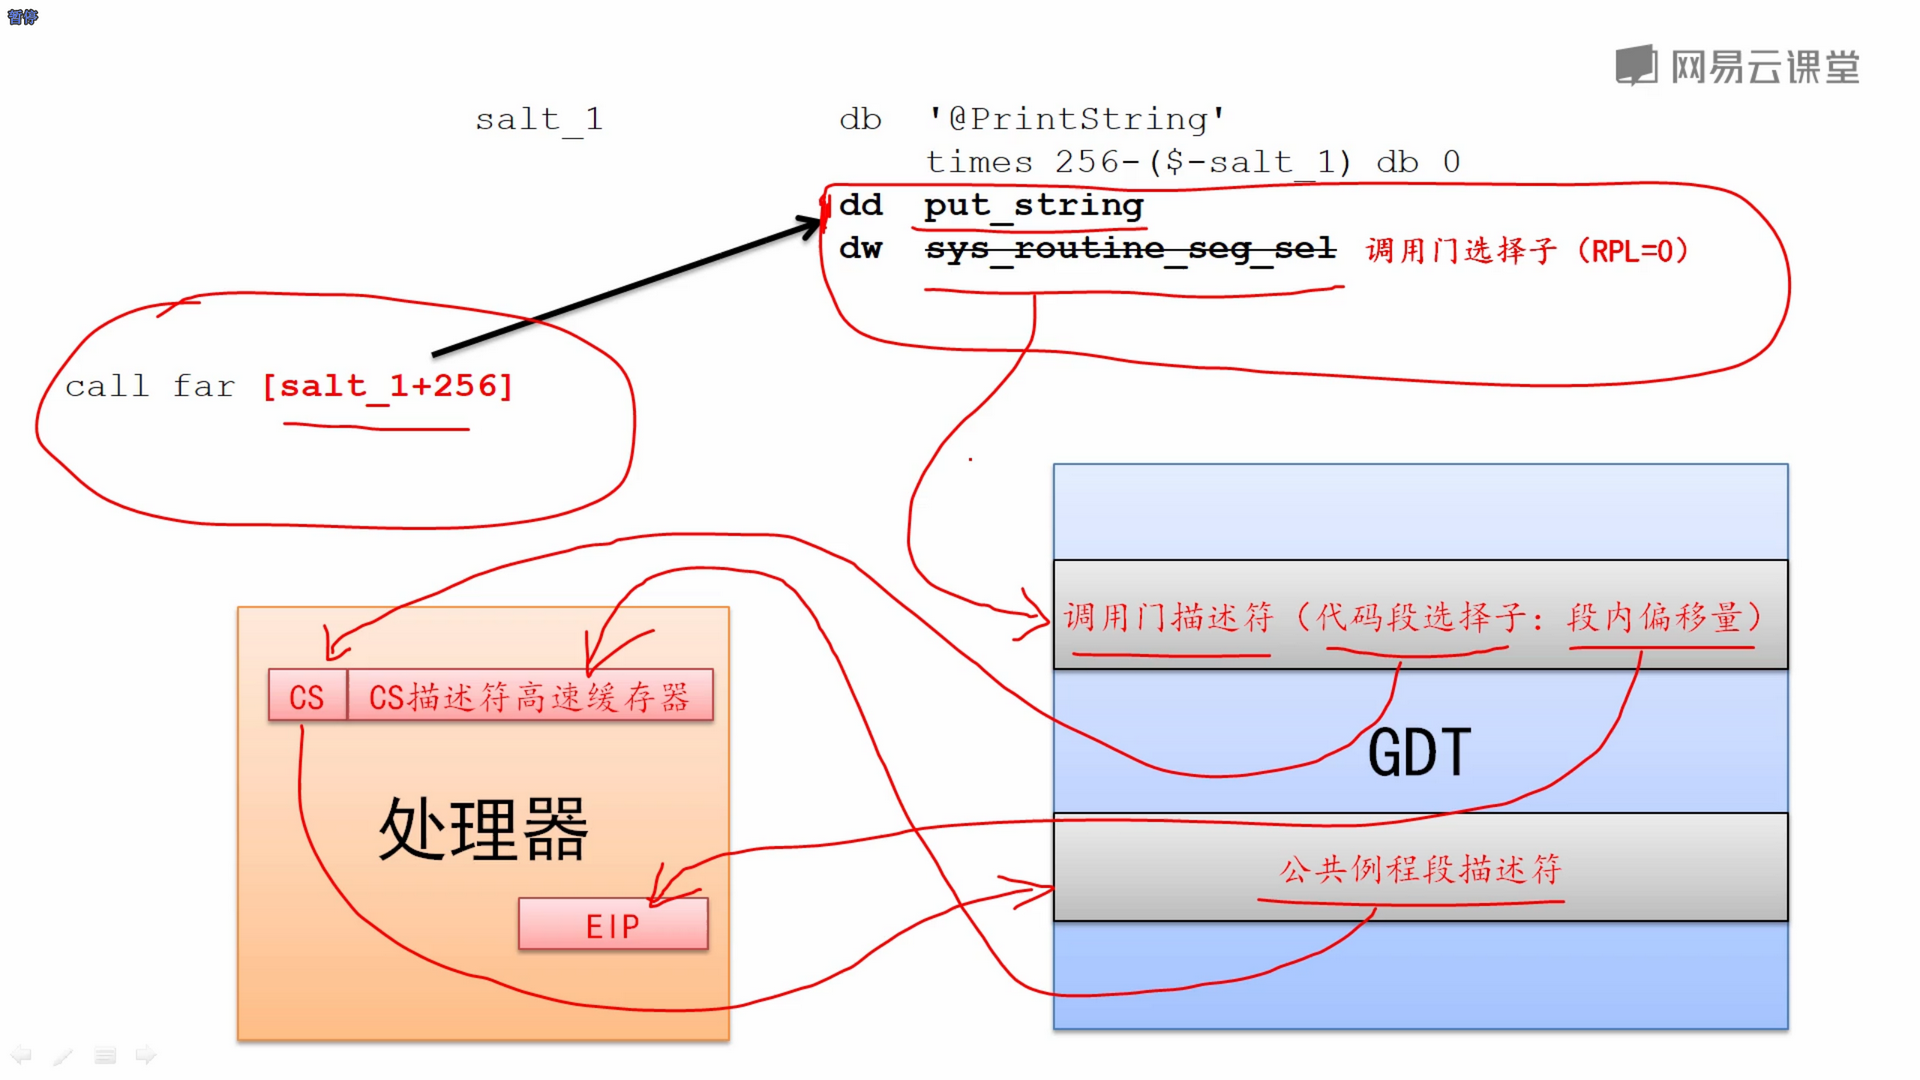 暂停
网易云课堂
salt_1 db '@PrintString'
times 256-($-salt_1) db 0
dd put_string
dw sys_routine_seg_sel 调用门选择子（RPL=0）
call far [salt_1+256]
调用门描述符（代码段选择子：段内偏移量）
CS CS描述符高速缓存器
GDT
处理器
公共例程段描述符
EIP